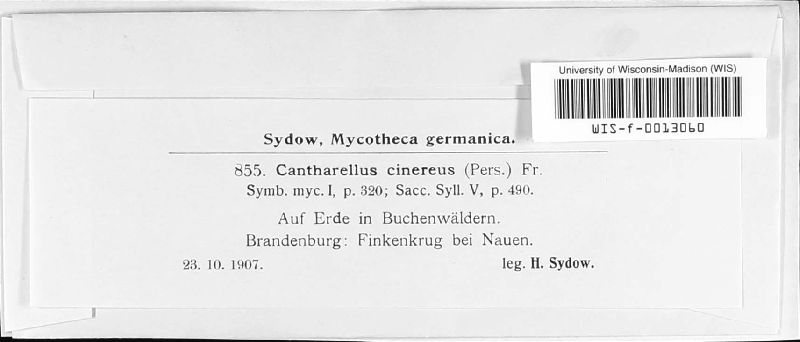 University of Wisconsin-Madison (WIS)
WIS-f-0013060
Sydow, Mycotheca germanica.
855. Cantharellus cinereus (Pers.) Fr.
Symb. myc. I, p. 320; Sacc. Syll. V, p. 490.
Auf Erde in Buchenwäldern.
Brandenburg: Finkenkrug bei Nauen.
23. 10. 1907. leg. H. Sydow.